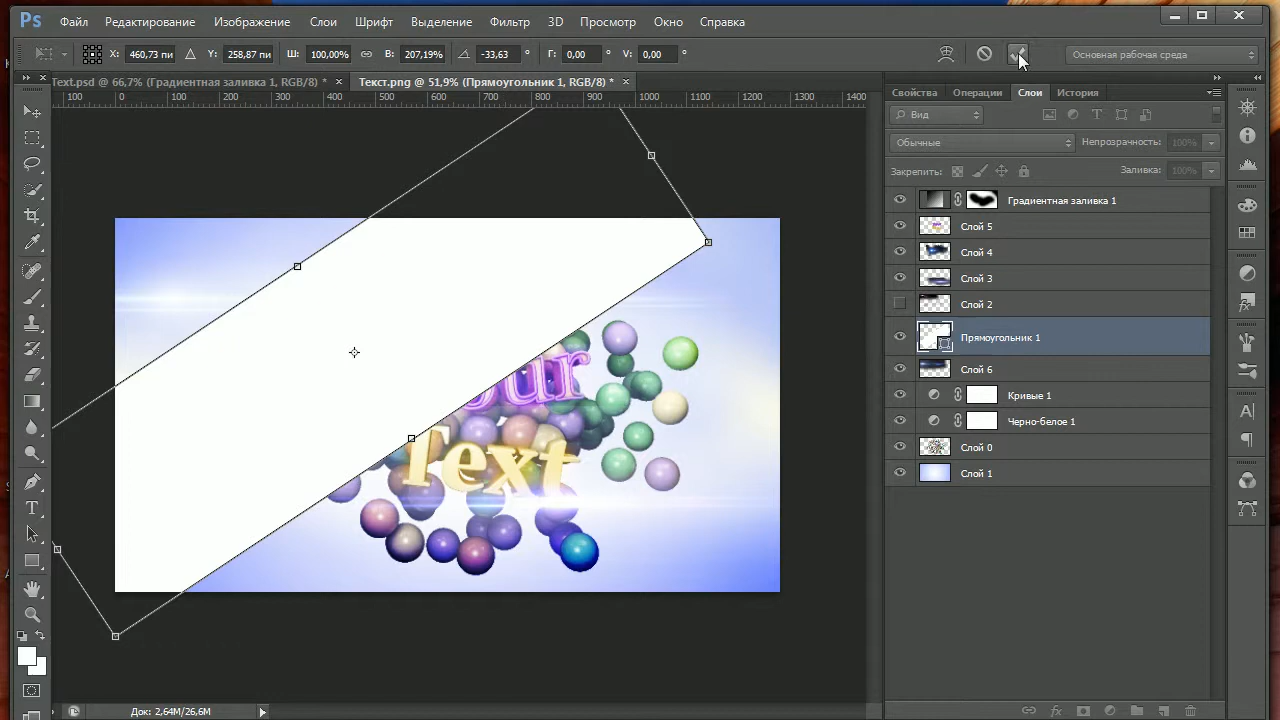 Ps Файл Редактирование Изображение Слои Шрифт Выделение Фильтр 3D Просмотр Окно Справка
X: 460,73 пи Y: 258,87 пи Ш: 100,00% В: 207,19% -33,63 ° Г: 0,00 ° V: 0,00 ° Основная рабочая среда
Text.psd @ 66,7% (Градиентная заливка 1, RGB/8) * Текст.png @ 51,9% (Прямоугольник 1, RGB/8) *
100 0 100 200 300 400 500 600 700 800 900 1000 1100 1200 1300 1400
Свойства Операции Слои История
Вид
Обычные Непрозрачность: 100%
Закрепить: Заливка: 100%
Градиентная заливка 1
Слой 5
Слой 4
Слой 3
Слой 2
Прямоугольник 1
Слой 6
Кривые 1
Черно-белое 1
Слой 0
Слой 1
our
Text
Док: 2,64M/26,6M